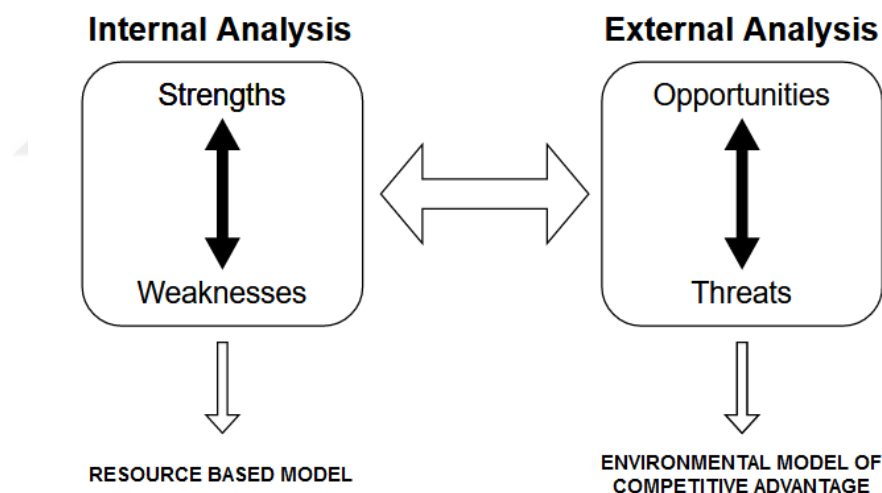 Internal Analysis
Strengths
Weaknesses
RESOURCE BASED MODEL
External Analysis
Opportunities
Threats
ENVIRONMENTAL MODEL OF
COMPETITIVE ADVANTAGE